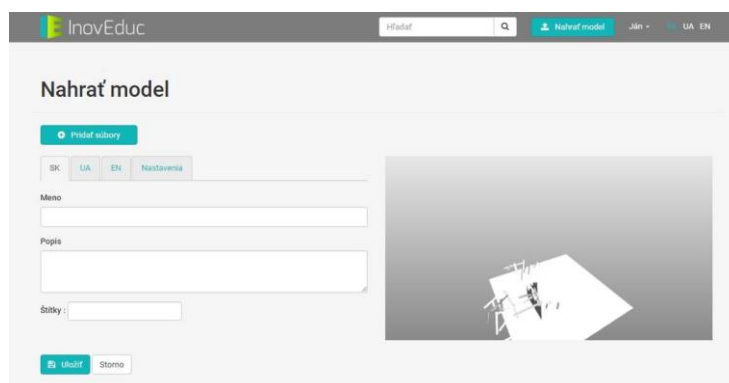 InovEduc
Hľadať
Nahrať model
Ján
UA EN
Nahrať model
Pridať súbory
SK UA EN Nastavenia
Meno
Popis
Štítky :
Uložiť Storno